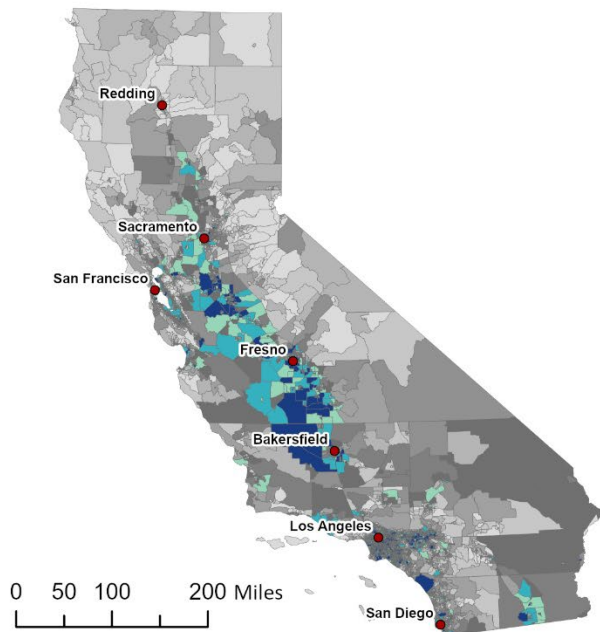 Redding
Sacramento
San Francisco
Fresno
Bakersfield
Los Angeles
0 50 100 200 Miles
San Diego